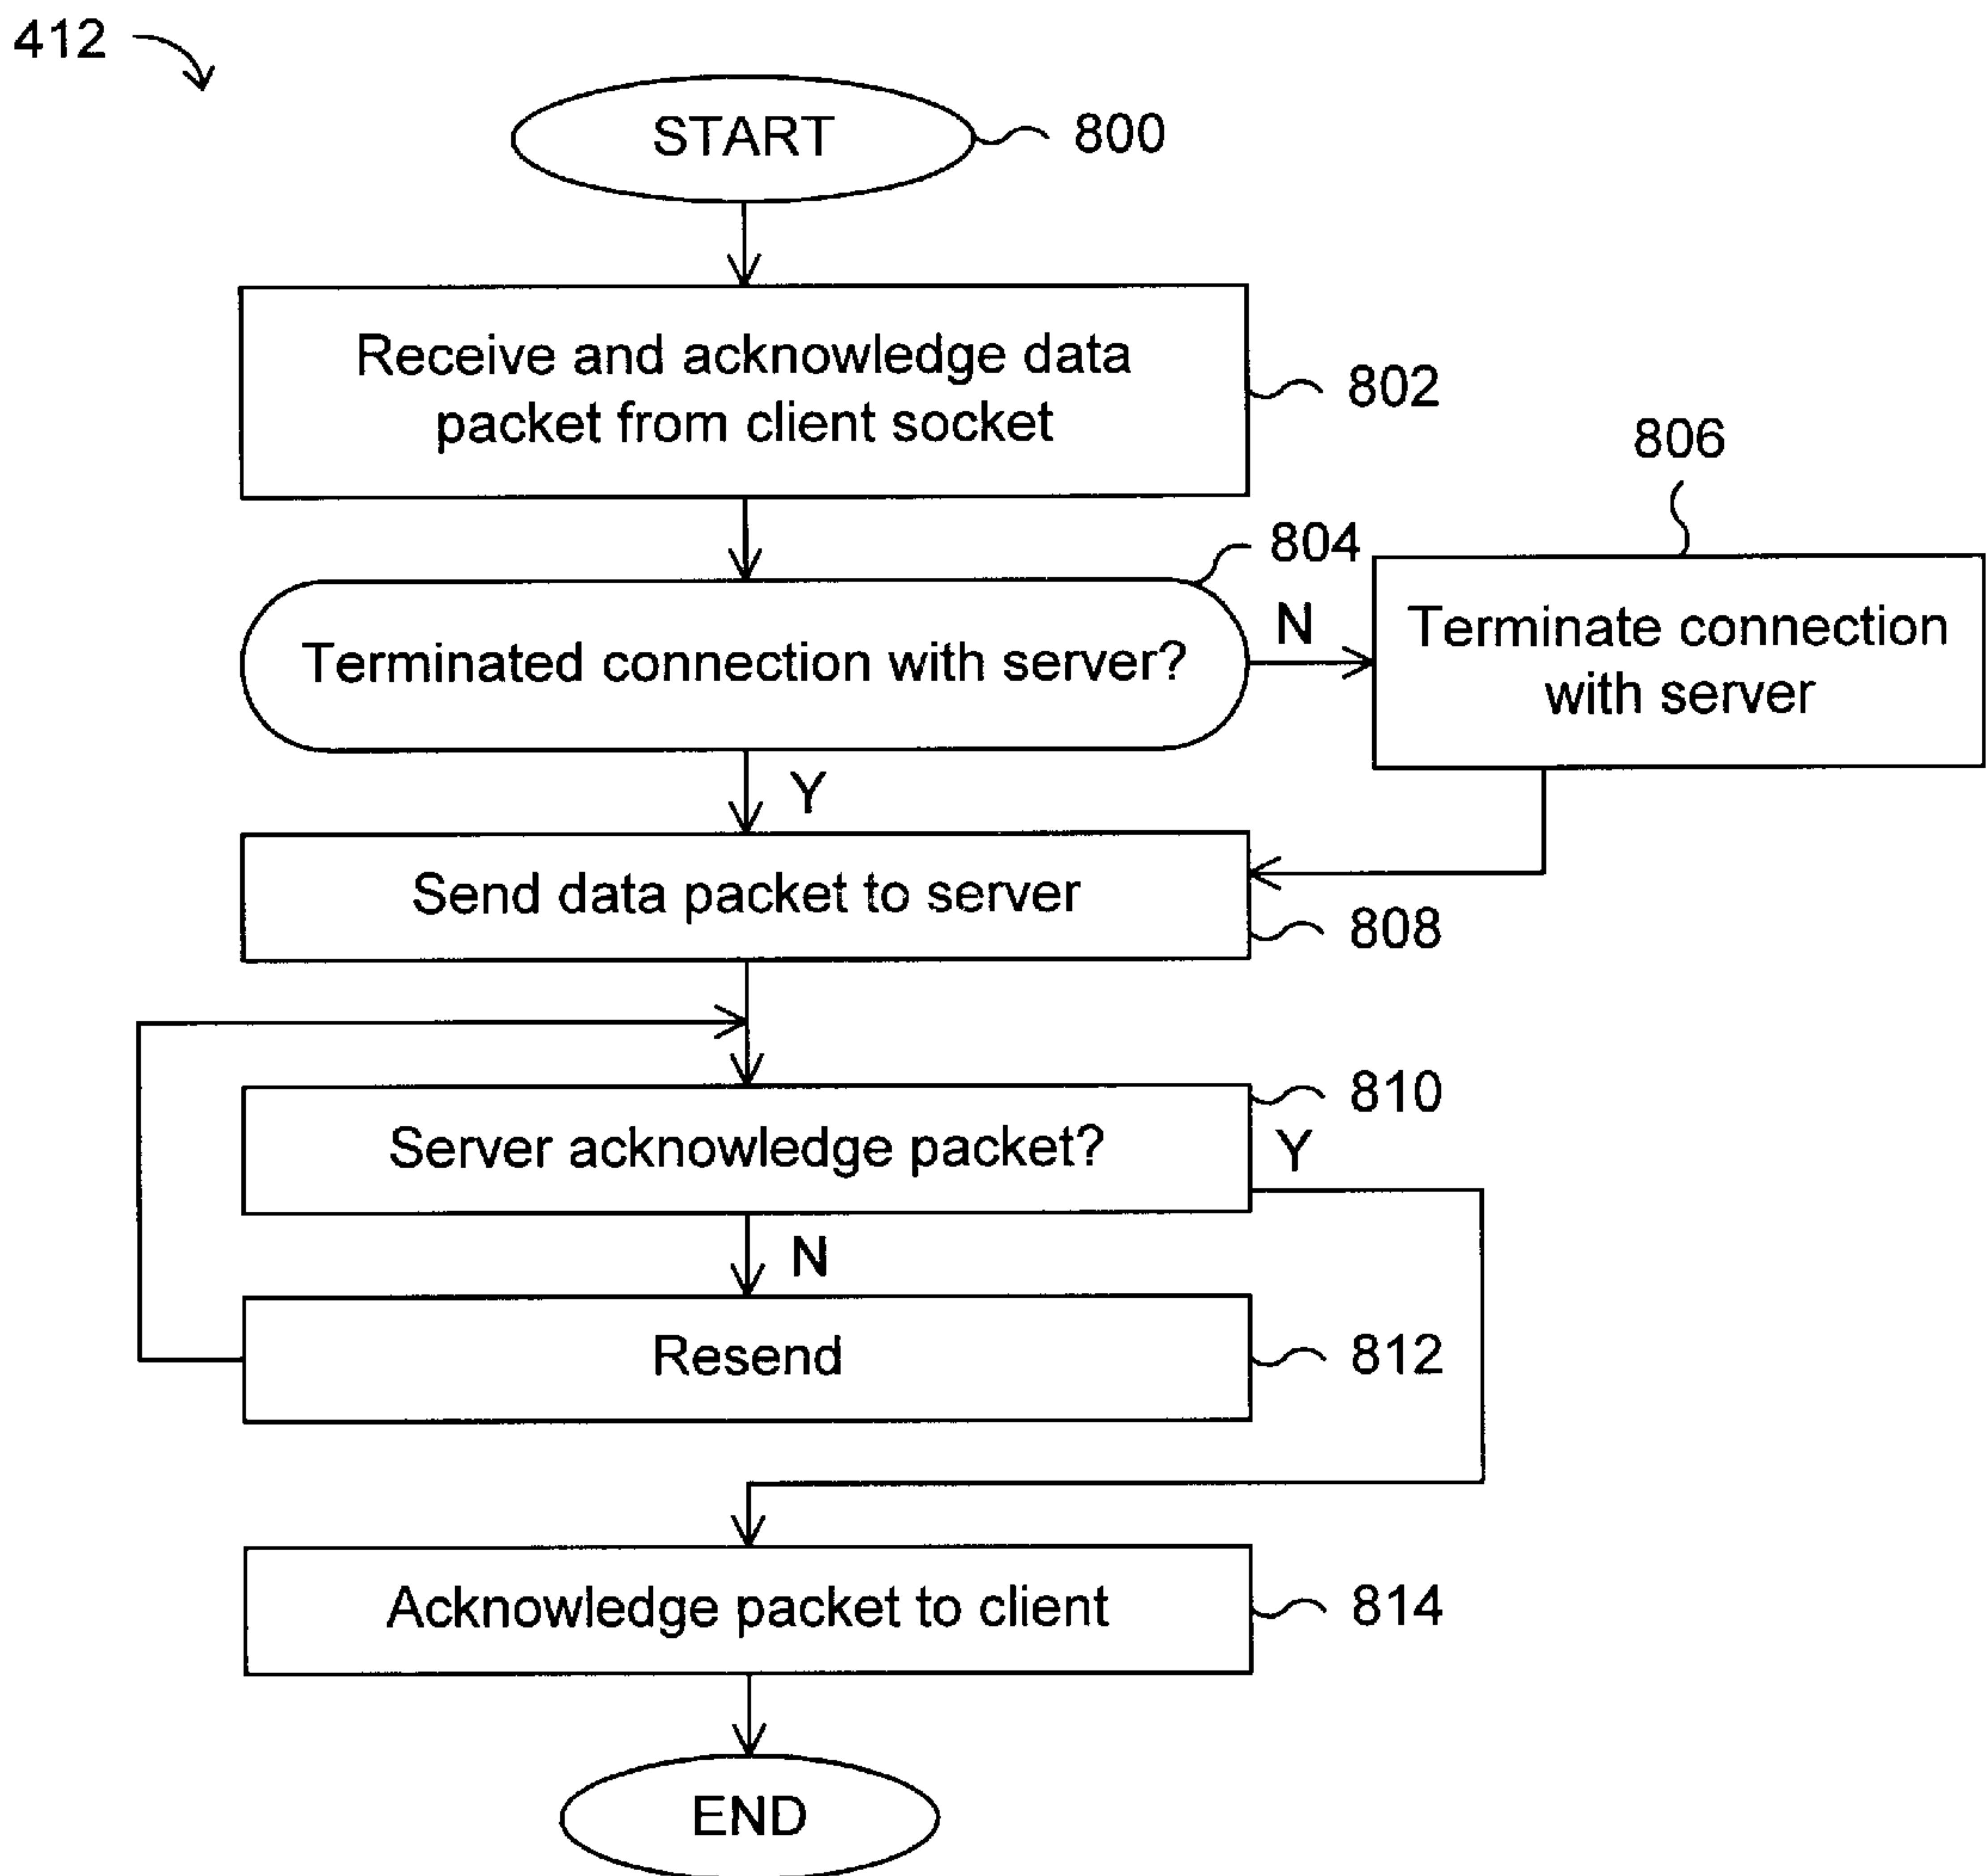 412
START
800
Receive and acknowledge data
packet from client socket
802
806
804
Terminated connection with server?
N
Terminate connection
with server
Y
Send data packet to server
808
810
Server acknowledge packet?
Y
N
Resend
812
Acknowledge packet to client
814
END